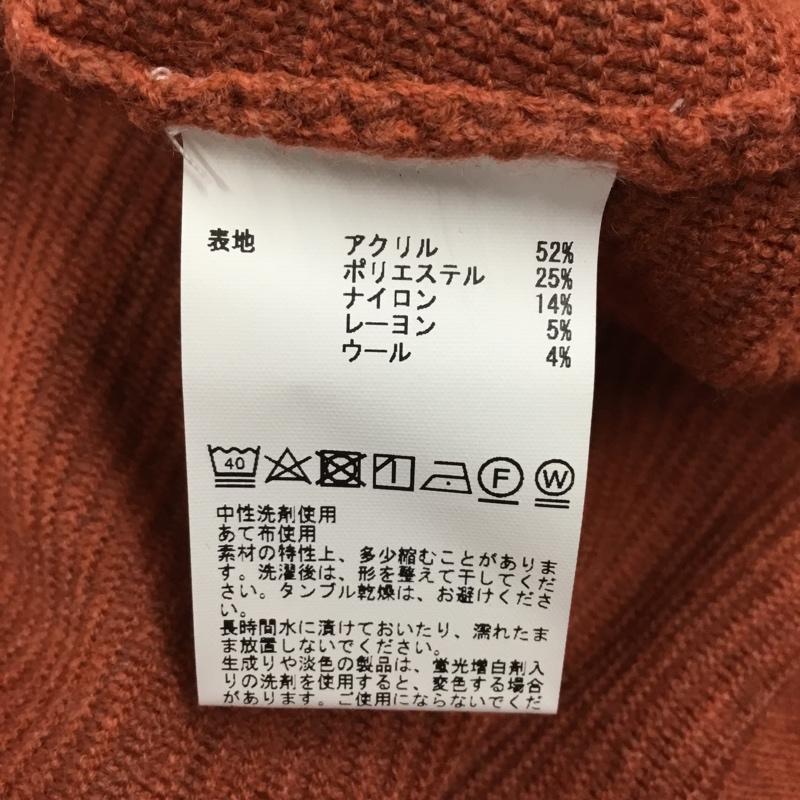 表地 アクリル 52%
ポリエステル 25%
ナイロン 14%
レーヨン 5%
ウール 4%
40 F W
中性洗剤使用
あて布使用
素材の特性上、多少縮むことがありま
す。洗濯後は、形を整えて干してくだ
さい。タンブル乾燥は、お避けくださ
い。
長時間水に漬けておいたり、濡れたま
ま放置しないでください。
生成りや淡色の製品は、蛍光増白剤入
りの洗剤を使用すると、変色する場合
があります。ご使用にならないでくだ